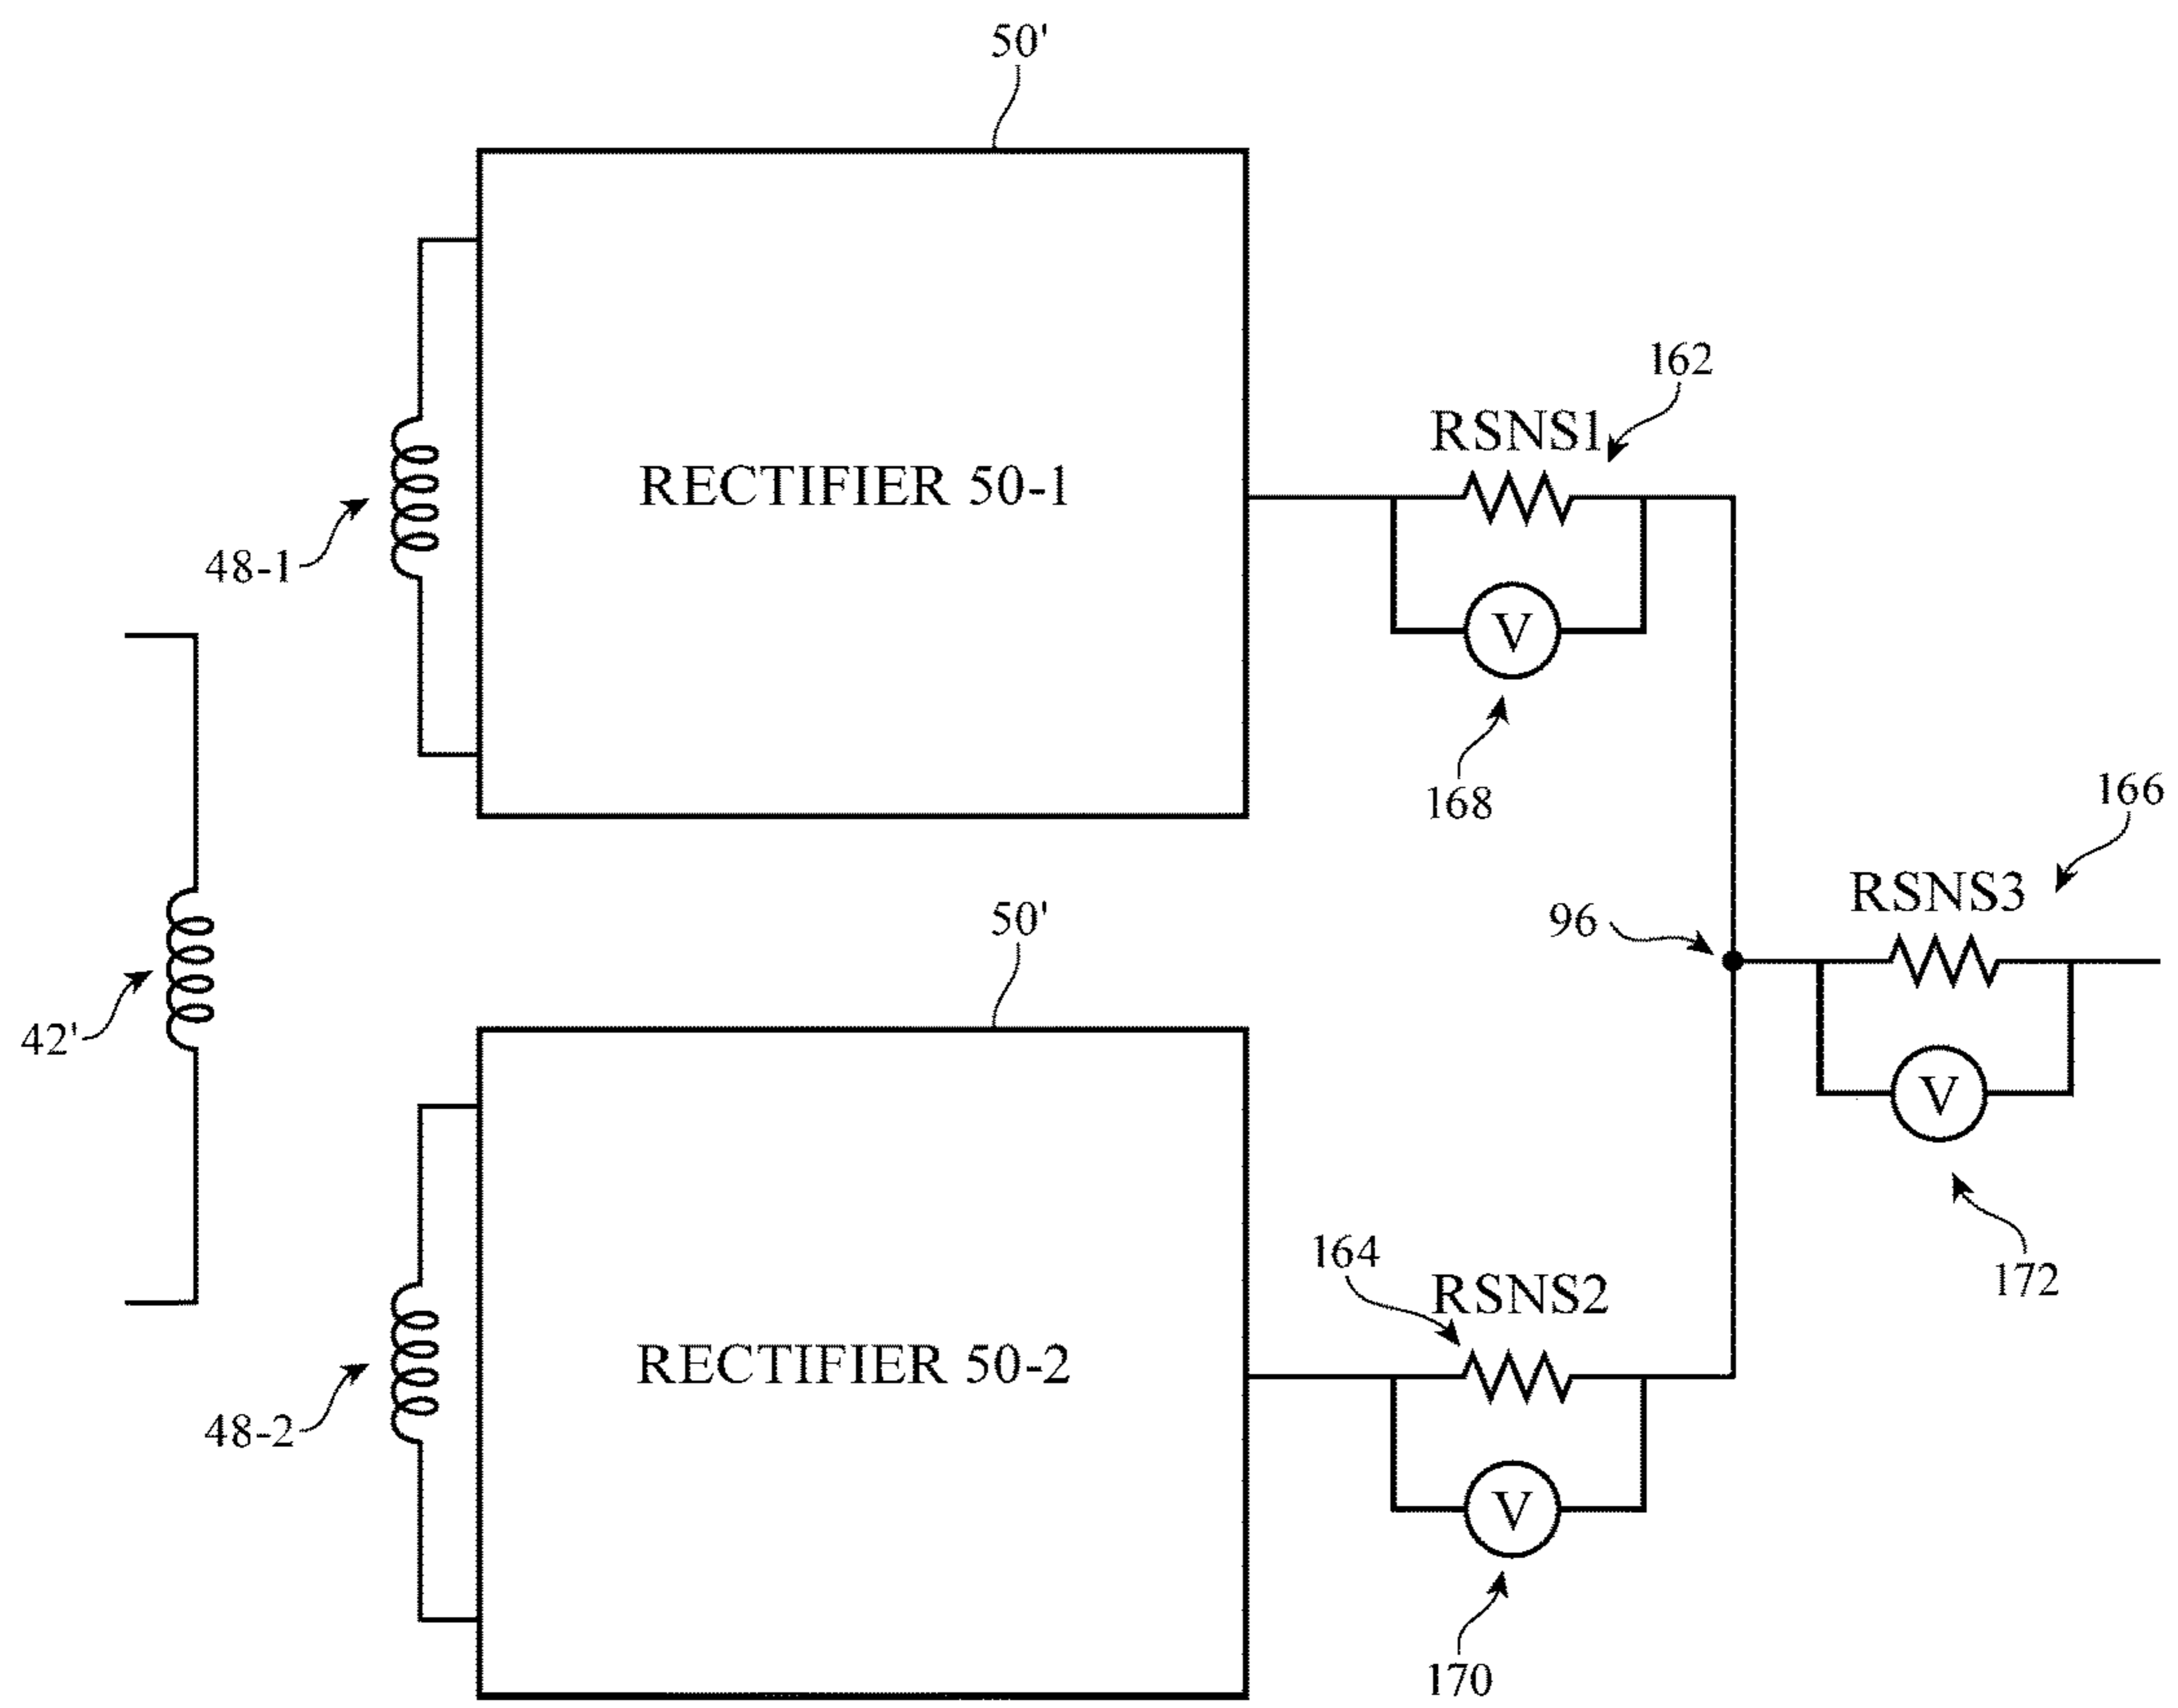 50'
162
RSNS1
RECTIFIER 50-1
48-1
V
168
166
RSNS3
50'
96
42'
V
164
172
RSNS2
RECTIFIER 50-2
48-2
V
170